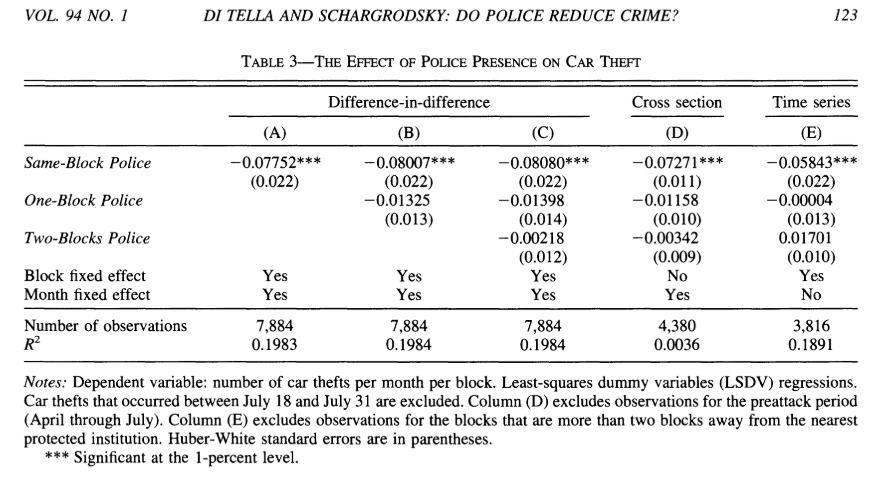 VOL. 94 NO. 1 DI TELLA AND SCHARGRODSKY: DO POLICE REDUCE CRIME? 123
TABLE 3—THE EFFECT OF POLICE PRESENCE ON CAR THEFT
Difference-in-difference Cross section Time series
(A) (B) (C) (D) (E)
Same-Block Police −0.07752*** −0.08007*** −0.08080*** −0.07271*** −0.05843***
(0.022) (0.022) (0.022) (0.011) (0.022)
One-Block Police −0.01325 −0.01398 −0.01158 −0.00004
(0.013) (0.014) (0.010) (0.013)
Two-Blocks Police −0.00218 −0.00342 0.01701
(0.012) (0.009) (0.010)
Block fixed effect Yes Yes Yes No Yes
Month fixed effect Yes Yes Yes Yes No
Number of observations 7,884 7,884 7,884 4,380 3,816
R2 0.1983 0.1984 0.1984 0.0036 0.1891
Notes: Dependent variable: number of car thefts per month per block. Least-squares dummy variables (LSDV) regressions.
Car thefts that occurred between July 18 and July 31 are excluded. Column (D) excludes observations for the preattack period
(April through July). Column (E) excludes observations for the blocks that are more than two blocks away from the nearest
protected institution. Huber-White standard errors are in parentheses.
*** Significant at the 1-percent level.